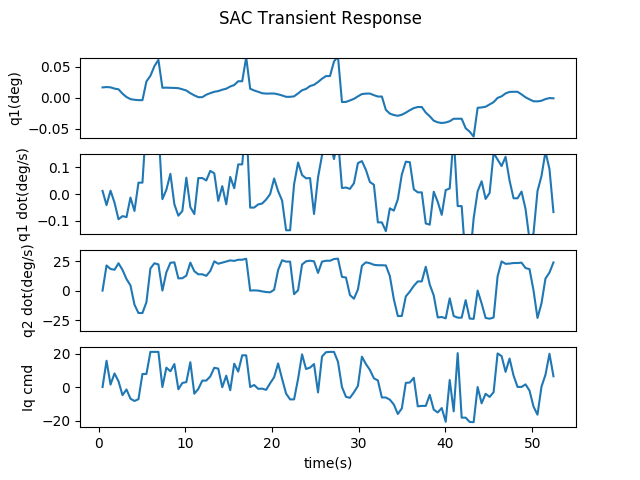 SAC Transient Response
q1(deg)
0.05
0.00
−0.05
q1 dot(deg/s)
0.1
0.0
−0.1
q2 dot(deg/s)
25
0
−25
Iq cmd
20
0
−20
0 10 20 30 40 50
time(s)